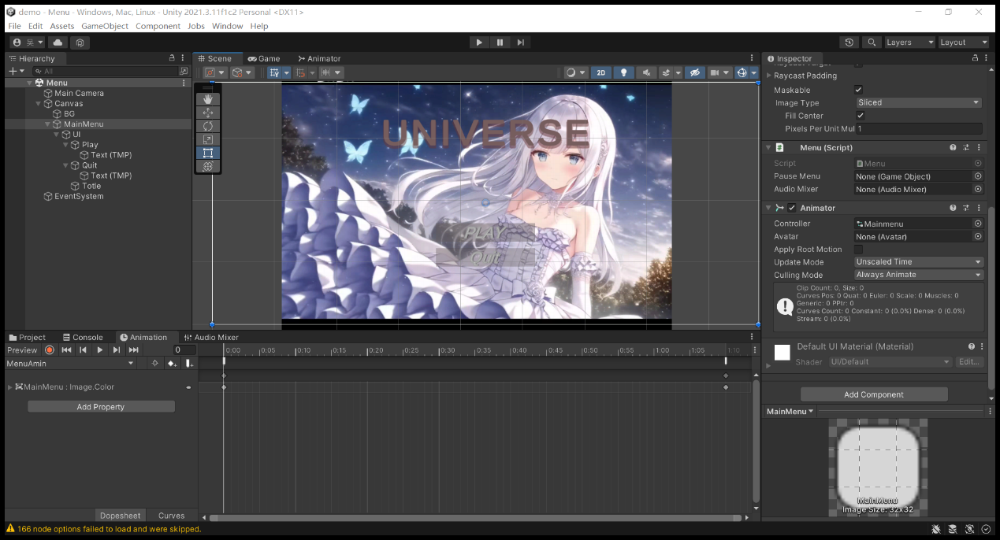 demo - Menu - Windows, Mac, Linux - Unity 2021.3.11f1c2 Personal <DX11>
File Edit Assets GameObject Component Jobs Window Help
吴
Layers Layout
Hierarchy
All
Menu
Main Camera
Canvas
BG
MainMenu
UI
Play
Text (TMP)
Quit
Text (TMP)
Totle
EventSystem
Scene Game Animator
2D
UNIVERSE
PLAY
Quit
Inspector
Raycast Target
Raycast Padding
Maskable
Image Type Sliced
Fill Center
Pixels Per Unit Mul 1
Menu (Script)
Script Menu
Pause Menu None (Game Object)
Audio Mixer None (Audio Mixer)
Animator
Controller Mainmenu
Avatar None (Avatar)
Apply Root Motion
Update Mode Unscaled Time
Culling Mode Always Animate
Clip Count: 0, Size: 0
Curves Pos: 0 Quat: 0 Euler: 0 Scale: 0 Muscles: 0
Generic: 0 PPtr: 0
Curves Count: 0 Constant: 0 (0.0%) Dense: 0 (0.0%)
Stream: 0 (0.0%)
Default UI Material (Material)
Shader UI/Default Edit...
Add Component
MainMenu
MainMenu
Image Size: 32x32
Project Console Animation Audio Mixer
Preview 0 0:00 0:05 0:10 0:15 0:20 0:25 0:30 0:35 0:40 0:45 0:50 0:55 1:00 1:05 1:10
MenuAmin
MainMenu : Image.Color
Add Property
Dopesheet Curves
166 node options failed to load and were skipped.